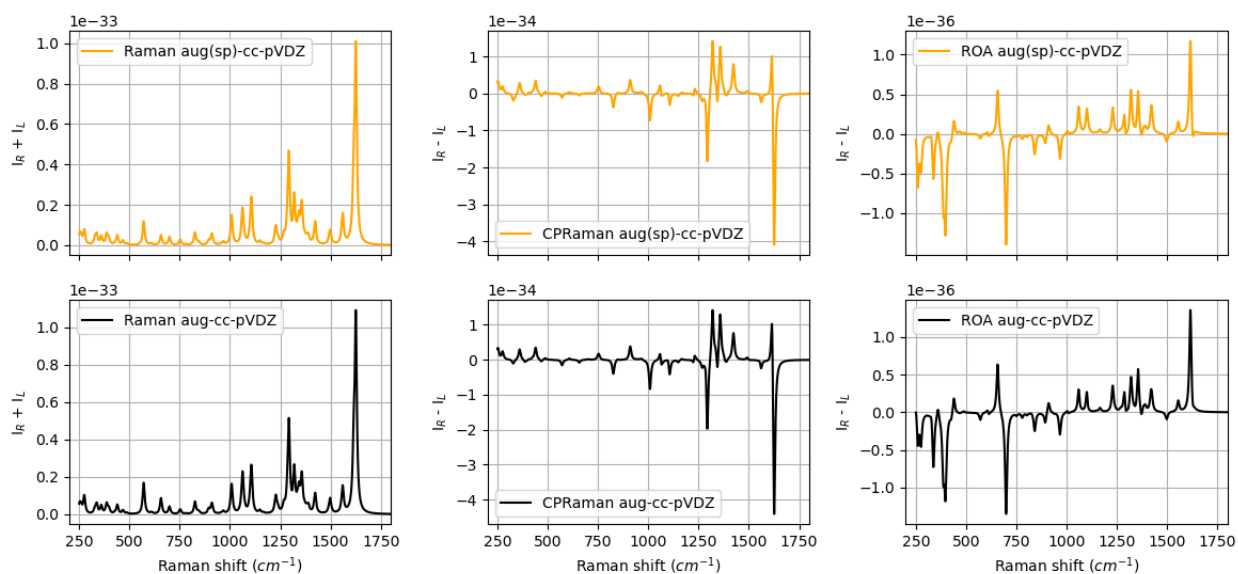 1e−33
Raman aug(sp)-cc-pVDZ
1.0
0.8
0.6
0.4
0.2
0.0
I_R + I_L
1e−34
CPRaman aug(sp)-cc-pVDZ
1
0
−1
−2
−3
−4
I_R - I_L
1e−36
ROA aug(sp)-cc-pVDZ
1.0
0.5
0.0
−0.5
−1.0
I_R - I_L
1e−33
Raman aug-cc-pVDZ
1.0
0.8
0.6
0.4
0.2
0.0
I_R + I_L
250 500 750 1000 1250 1500 1750
Raman shift (cm⁻¹)
1e−34
CPRaman aug-cc-pVDZ
1
0
−1
−2
−3
−4
I_R - I_L
250 500 750 1000 1250 1500 1750
Raman shift (cm⁻¹)
1e−36
ROA aug-cc-pVDZ
1.0
0.5
0.0
−0.5
−1.0
I_R - I_L
250 500 750 1000 1250 1500 1750
Raman shift (cm⁻¹)